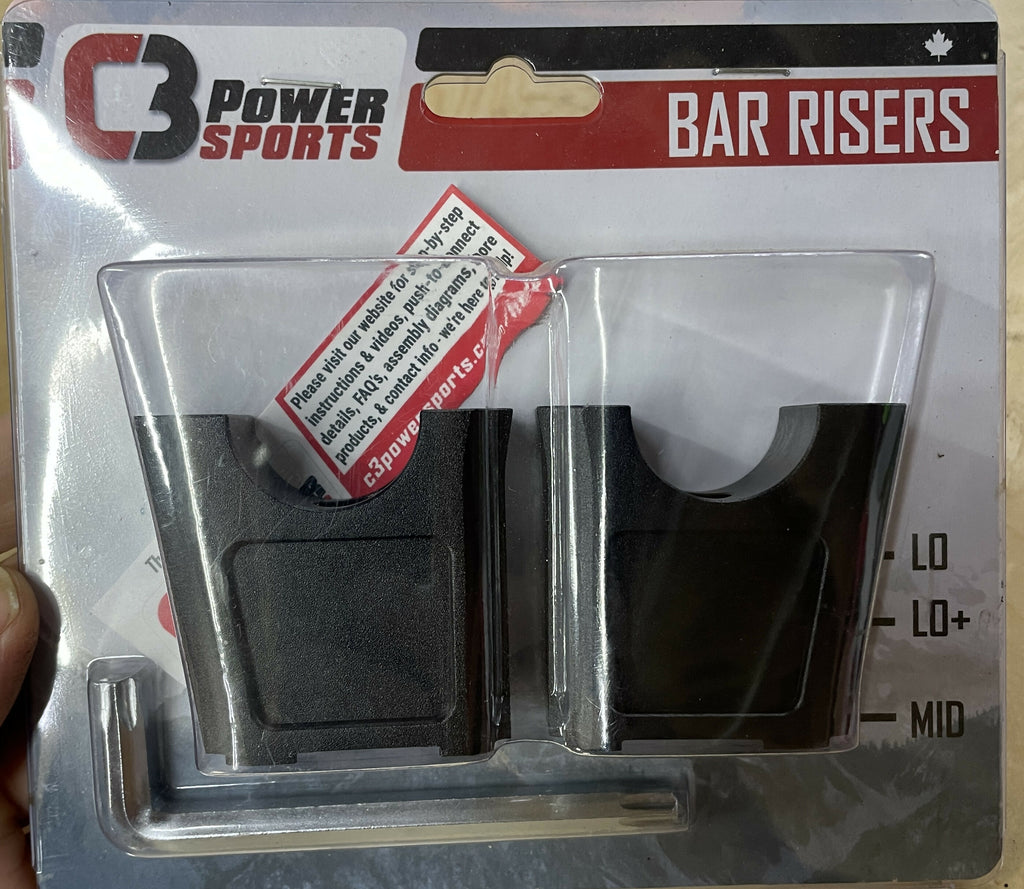 C3 POWER
SPORTS
BAR RISERS
Please visit our website for step-by-step
instructions & videos, push-to-connect
details, FAQ's, assembly diagrams, more
products, & contact info - we're here to help!
c3powersports.c
LO
LO+
MID
Th